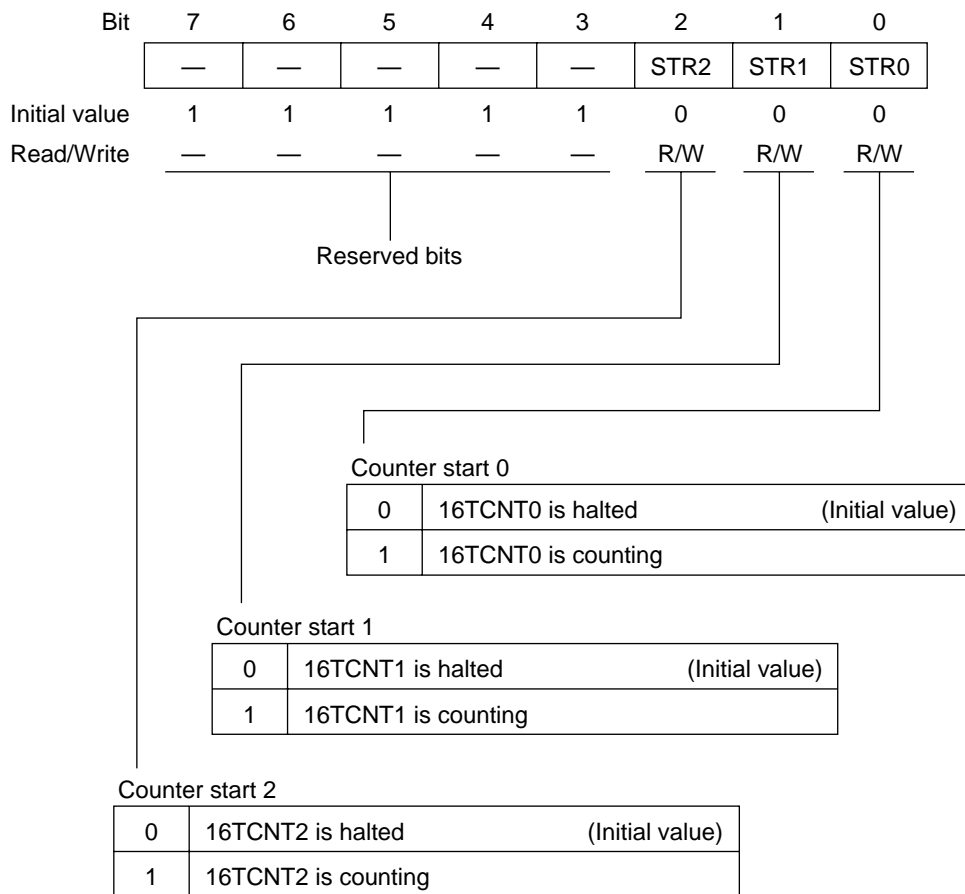 Bit 7 6 5 4 3 2 1 0
— — — — — STR2 STR1 STR0
Initial value 1 1 1 1 1 0 0 0
Read/Write — — — — — R/W R/W R/W
Reserved bits
Counter start 0
0 16TCNT0 is halted (Initial value)
1 16TCNT0 is counting
Counter start 1
0 16TCNT1 is halted (Initial value)
1 16TCNT1 is counting
Counter start 2
0 16TCNT2 is halted (Initial value)
1 16TCNT2 is counting